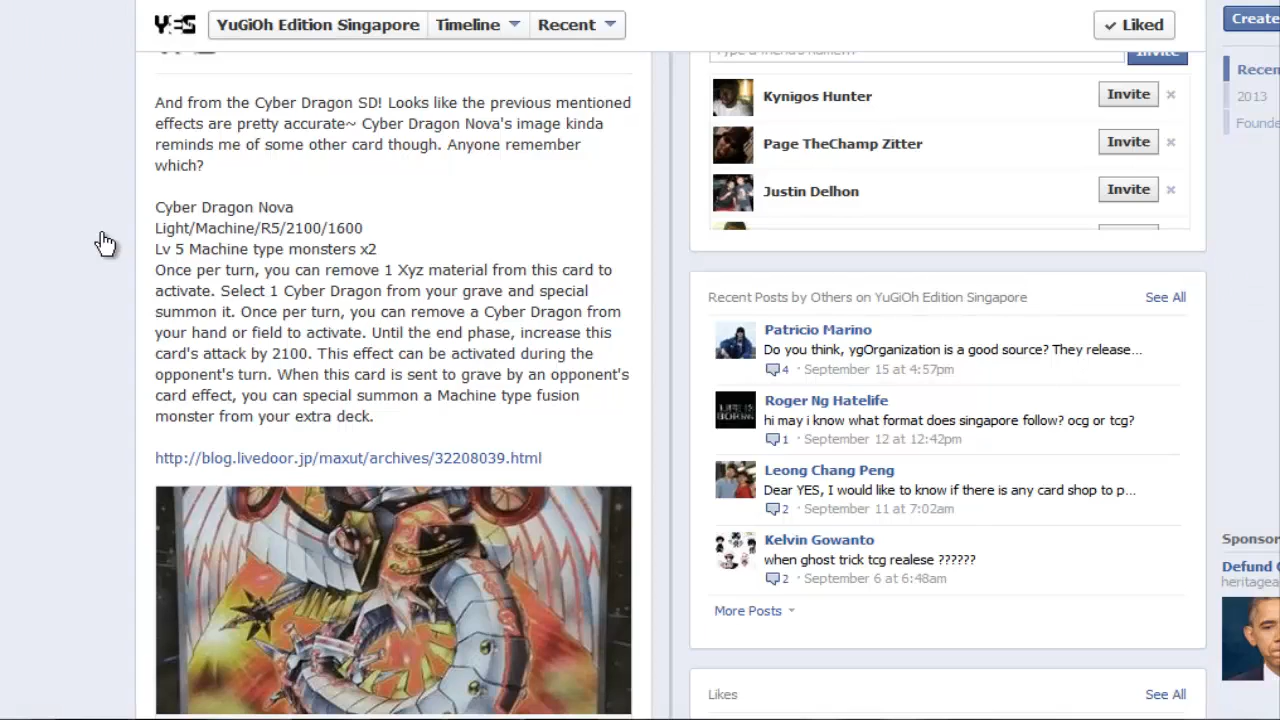 YES YuGiOh Edition Singapore Timeline Recent Liked
Create
And from the Cyber Dragon SD! Looks like the previous mentioned
effects are pretty accurate~ Cyber Dragon Nova's image kinda
reminds me of some other card though. Anyone remember
which?
Cyber Dragon Nova
Light/Machine/R5/2100/1600
Lv 5 Machine type monsters x2
Once per turn, you can remove 1 Xyz material from this card to
activate. Select 1 Cyber Dragon from your grave and special
summon it. Once per turn, you can remove a Cyber Dragon from
your hand or field to activate. Until the end phase, increase this
card's attack by 2100. This effect can be activated during the
opponent's turn. When this card is sent to grave by an opponent's
card effect, you can special summon a Machine type fusion
monster from your extra deck.
http://blog.livedoor.jp/maxut/archives/32208039.html
Type a friend's name... Invite
Kynigos Hunter Invite
Page TheChamp Zitter Invite
Justin Delhon Invite
Recent Posts by Others on YuGiOh Edition Singapore See All
Patricio Marino
Do you think, ygOrganization is a good source? They release...
4 · September 15 at 4:57pm
Roger Ng Hatelife
hi may i know what format does singapore follow? ocg or tcg?
1 · September 12 at 12:42pm
Leong Chang Peng
Dear YES, I would like to know if there is any card shop to p...
2 · September 11 at 7:02am
Kelvin Gowanto
when ghost trick tcg realese ??????
2 · September 6 at 6:48am
More Posts
Likes See All
Recen
2013
Founde
Sponsor
Defund
heritagea